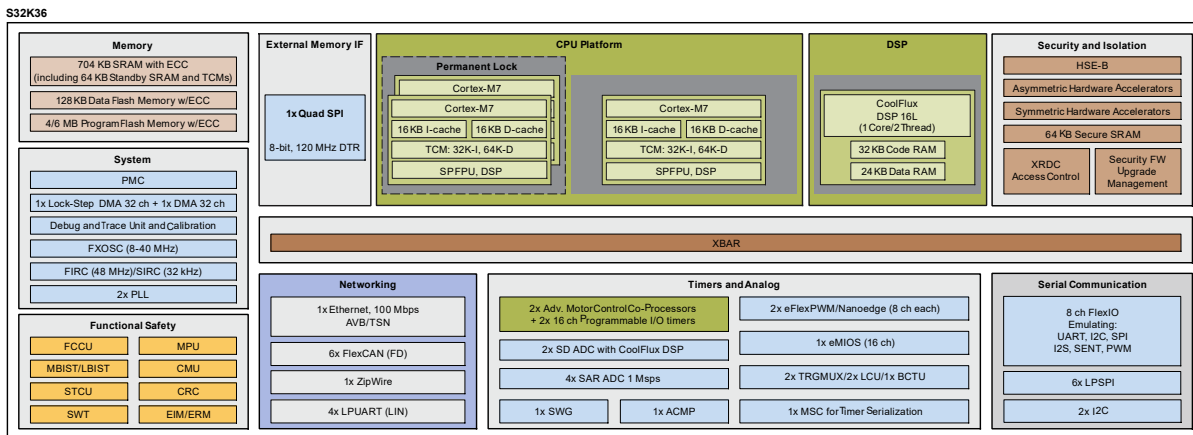 S32K36
Memory
704 KB SRAM with ECC
(including 64 KB Standby SRAM and TCMs)
128 KB Data Flash Memory w/ECC
4/6 MB Program Flash Memory w/ECC
System
PMC
1x Lock-Step DMA 32 ch + 1x DMA 32 ch
Debug and Trace Unit and Calibration
FXOSC (8-40 MHz)
FIRC (48 MHz)/SIRC (32 kHz)
2x PLL
Functional Safety
FCCU
MPU
MBIST/LBIST
CMU
STCU
CRC
SWT
EIM/ERM
External Memory IF
1x Quad SPI
8-bit, 120 MHz DTR
CPU Platform
Permanent Lock
Cortex-M7
Cortex-M7
16 KB I-cache
16 KB D-cache
TCM: 32K-I, 64K-D
SPFPU, DSP
Cortex-M7
16 KB I-cache
16 KB D-cache
TCM: 32K-I, 64K-D
SPFPU, DSP
DSP
CoolFlux
DSP 16L
(1 Core/2 Thread)
32 KB Code RAM
24 KB Data RAM
Security and Isolation
HSE-B
Asymmetric Hardware Accelerators
Symmetric Hardware Accelerators
64 KB Secure SRAM
XRDC
Access Control
Security FW
Upgrade
Management
XBAR
Networking
1x Ethernet, 100 Mbps
AVB/TSN
6x FlexCAN (FD)
1x ZipWire
4x LPUART (LIN)
Timers and Analog
2x Adv. Motor Control Co-Processors
+ 2x 16 ch Programmable I/O timers
2x SD ADC with CoolFlux DSP
4x SAR ADC 1 Msps
1x SWG
1x ACMP
2x eFlexPWM/Nanoedge (8 ch each)
1x eMIOS (16 ch)
2x TRGMUX/2x LCU/1x BCTU
1x MSC for Timer Serialization
Serial Communication
8 ch FlexIO
Emulating:
UART, I2C, SPI
I2S, SENT, PWM
6x LPSPI
2x I2C